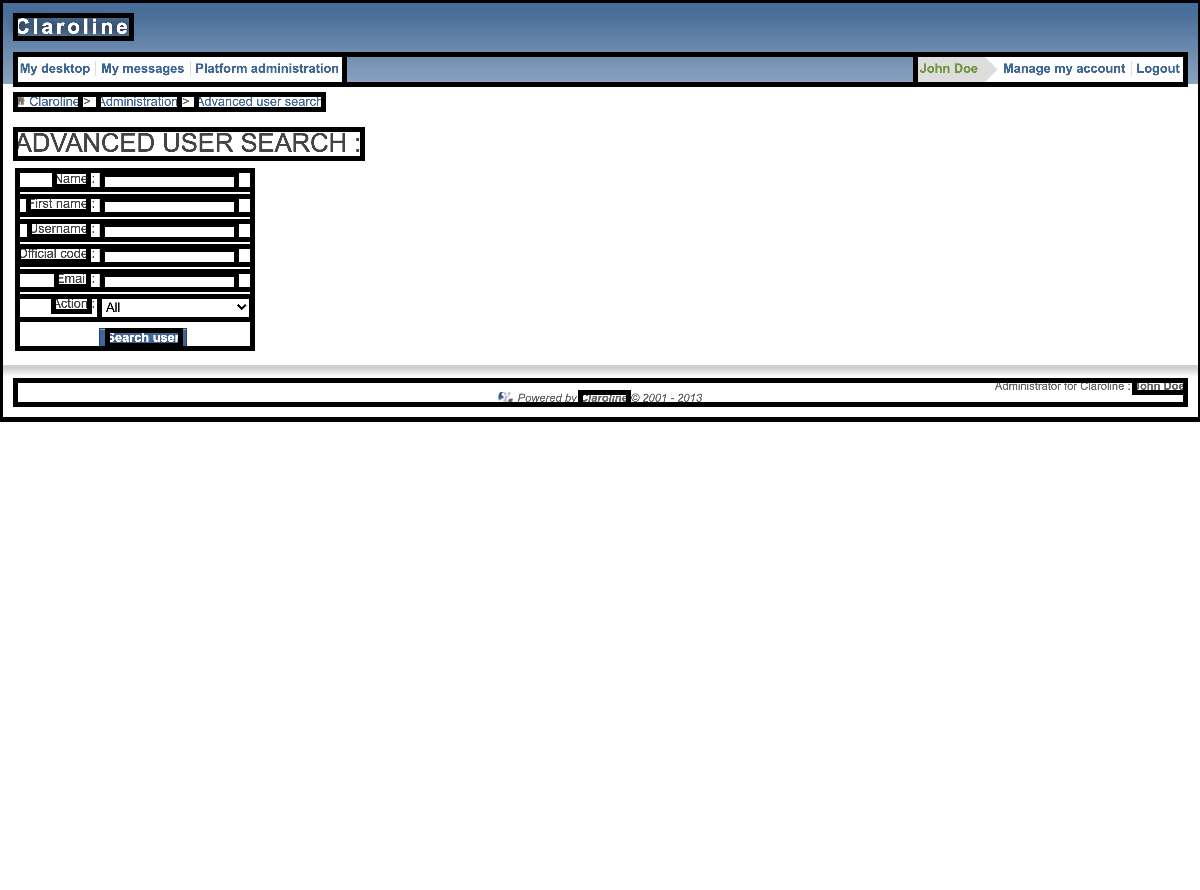 Claroline
My desktop My messages Platform administration John Doe Manage my account Logout
Claroline > Administration > Advanced user search
ADVANCED USER SEARCH :
Name :
First name :
Username :
Official code :
Email :
Action : All
Search user
Administrator for Claroline : John Doe
Powered by Claroline © 2001 - 2013